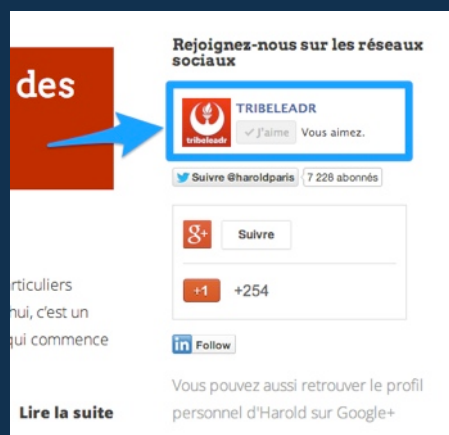 Rejoignez-nous sur les réseaux
sociaux
des
TRIBELEADR
tribeleadr
✓ J'aime Vous aimez.
Suivre @haroldparis 7 228 abonnés
g+ Suivre
+1 +254
rticuliers
hui, c'est un
qui commence
in Follow
Vous pouvez aussi retrouver le profil
personnel d'Harold sur Google+
Lire la suite